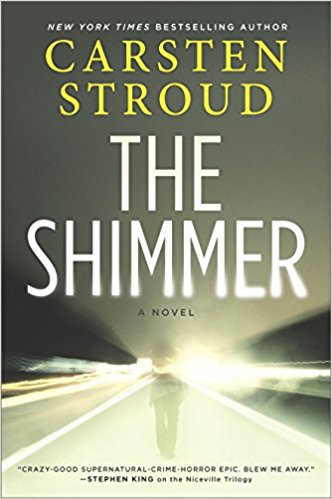 NEW YORK TIMES BESTSELLING AUTHOR
CARSTEN
STROUD
THE
SHIMMER
A NOVEL
"CRAZY-GOOD SUPERNATURAL-CRIME-HORROR EPIC. BLEW ME AWAY."
—STEPHEN KING on the Niceville Trilogy